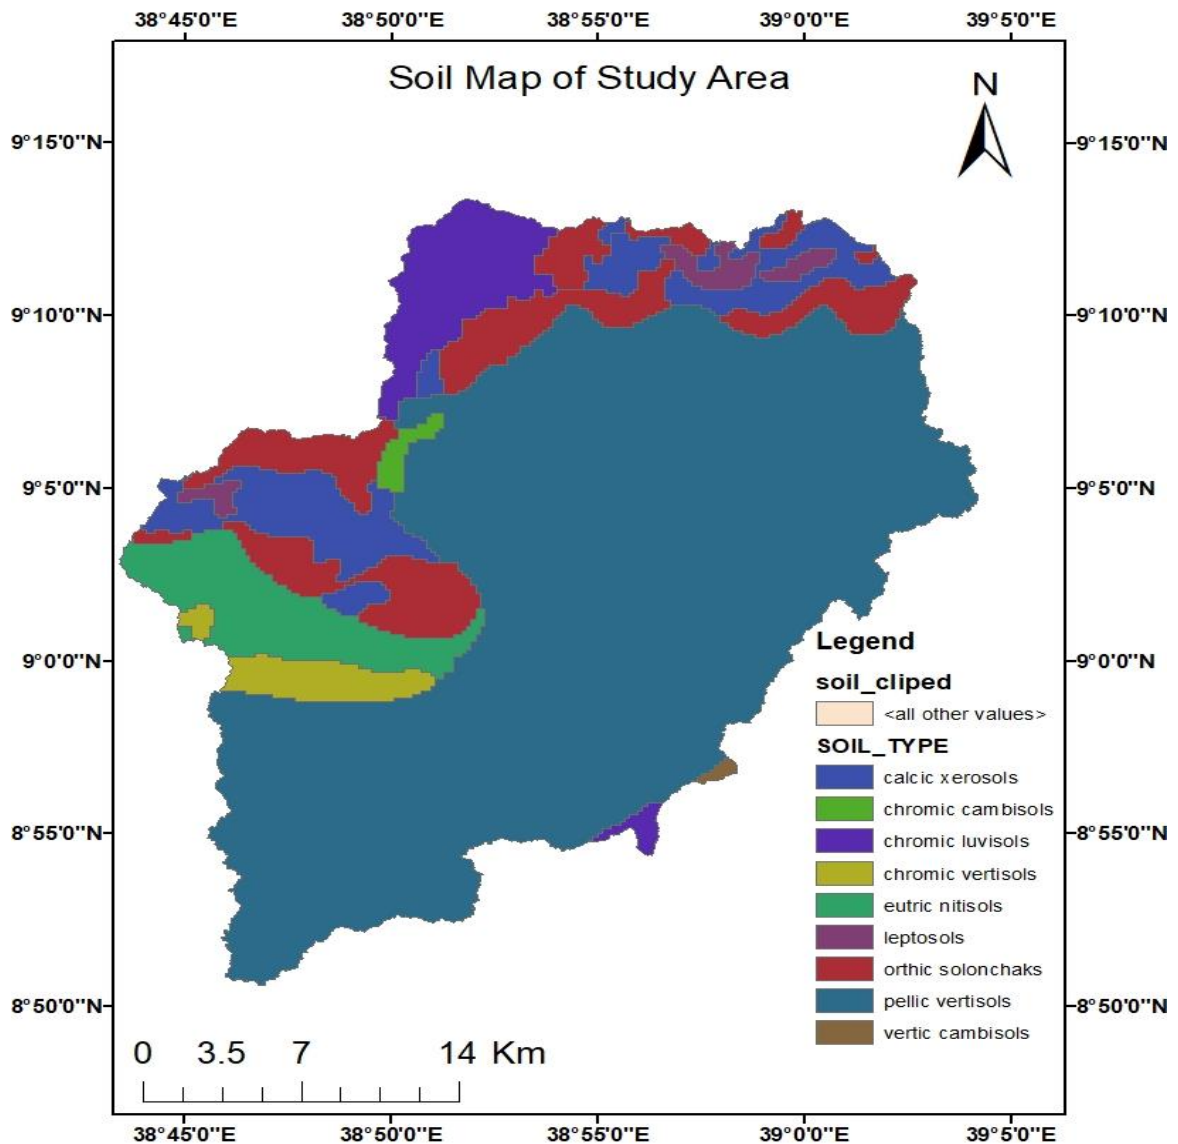 38°45'0"E 38°50'0"E 38°55'0"E 39°0'0"E 39°5'0"E
Soil Map of Study Area
N
9°15'0"N 9°15'0"N
9°10'0"N 9°10'0"N
9°5'0"N 9°5'0"N
9°0'0"N 9°0'0"N
8°55'0"N 8°55'0"N
8°50'0"N 8°50'0"N
Legend
soil_cliped
<all other values>
SOIL_TYPE
calcic xerosols
chromic cambisols
chromic luvisols
chromic vertisols
eutric nitisols
leptosols
orthic solonchaks
pellic vertisols
vertic cambisols
0 3.5 7 14 Km
38°45'0"E 38°50'0"E 38°55'0"E 39°0'0"E 39°5'0"E